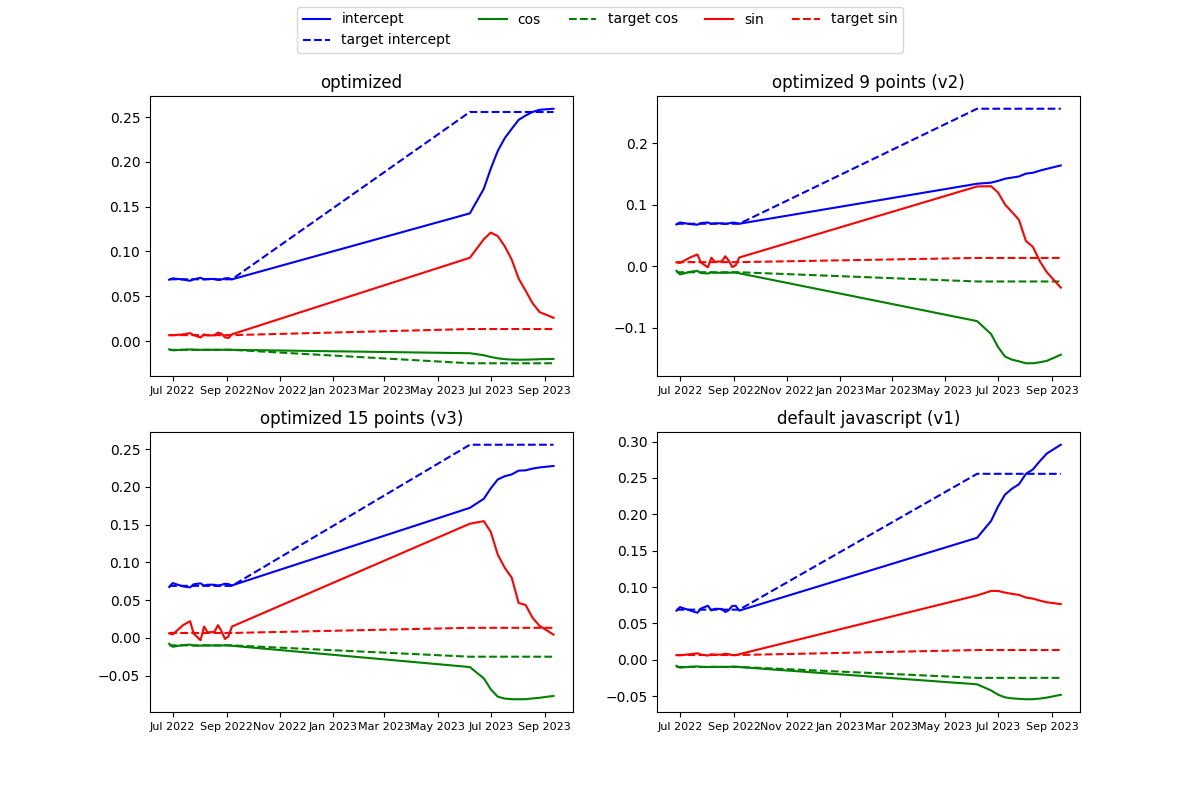 intercept cos target cos sin target sin
target intercept
optimized
0.25
0.20
0.15
0.10
0.05
0.00
Jul 2022 Sep 2022 Nov 2022 Jan 2023 Mar 2023 May 2023 Jul 2023 Sep 2023
optimized 9 points (v2)
0.2
0.1
0.0
−0.1
Jul 2022 Sep 2022 Nov 2022 Jan 2023 Mar 2023 May 2023 Jul 2023 Sep 2023
optimized 15 points (v3)
0.25
0.20
0.15
0.10
0.05
0.00
−0.05
Jul 2022 Sep 2022 Nov 2022 Jan 2023 Mar 2023 May 2023 Jul 2023 Sep 2023
default javascript (v1)
0.30
0.25
0.20
0.15
0.10
0.05
0.00
−0.05
Jul 2022 Sep 2022 Nov 2022 Jan 2023 Mar 2023 May 2023 Jul 2023 Sep 2023